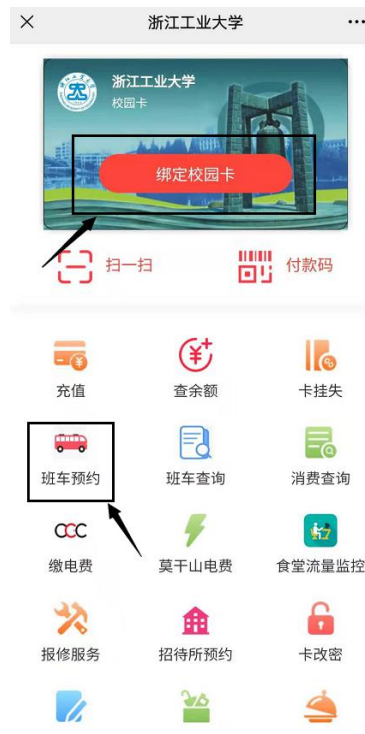 浙江工业大学
浙江工业大学
校园卡
绑定校园卡
扫一扫 付款码
充值 查余额 卡挂失
班车预约 班车查询 消费查询
缴电费 莫干山电费 食堂流量监控
报修服务 招待所预约 卡改密